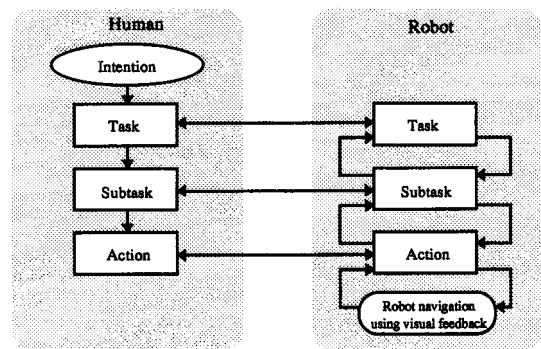 Human
Intention
Task
Subtask
Action
Robot
Task
Subtask
Action
Robot navigation
using visual feedback